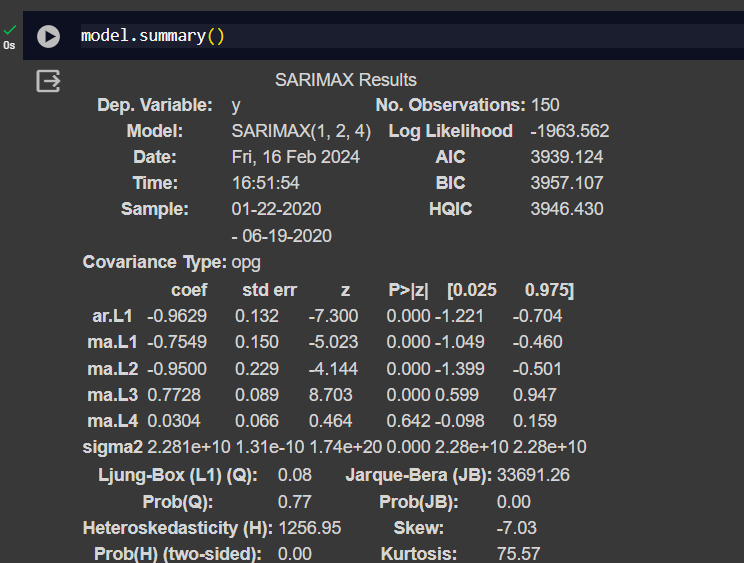 0s
model.summary()
SARIMAX Results
Dep. Variable: y No. Observations: 150
Model: SARIMAX(1, 2, 4) Log Likelihood -1963.562
Date: Fri, 16 Feb 2024 AIC 3939.124
Time: 16:51:54 BIC 3957.107
Sample: 01-22-2020 HQIC 3946.430
- 06-19-2020
Covariance Type: opg
coef std err z P>|z| [0.025 0.975]
ar.L1 -0.9629 0.132 -7.300 0.000 -1.221 -0.704
ma.L1 -0.7549 0.150 -5.023 0.000 -1.049 -0.460
ma.L2 -0.9500 0.229 -4.144 0.000 -1.399 -0.501
ma.L3 0.7728 0.089 8.703 0.000 0.599 0.947
ma.L4 0.0304 0.066 0.464 0.642 -0.098 0.159
sigma2 2.281e+10 1.31e-10 1.74e+20 0.000 2.28e+10 2.28e+10
Ljung-Box (L1) (Q): 0.08 Jarque-Bera (JB): 33691.26
Prob(Q): 0.77 Prob(JB): 0.00
Heteroskedasticity (H): 1256.95 Skew: -7.03
Prob(H) (two-sided): 0.00 Kurtosis: 75.57